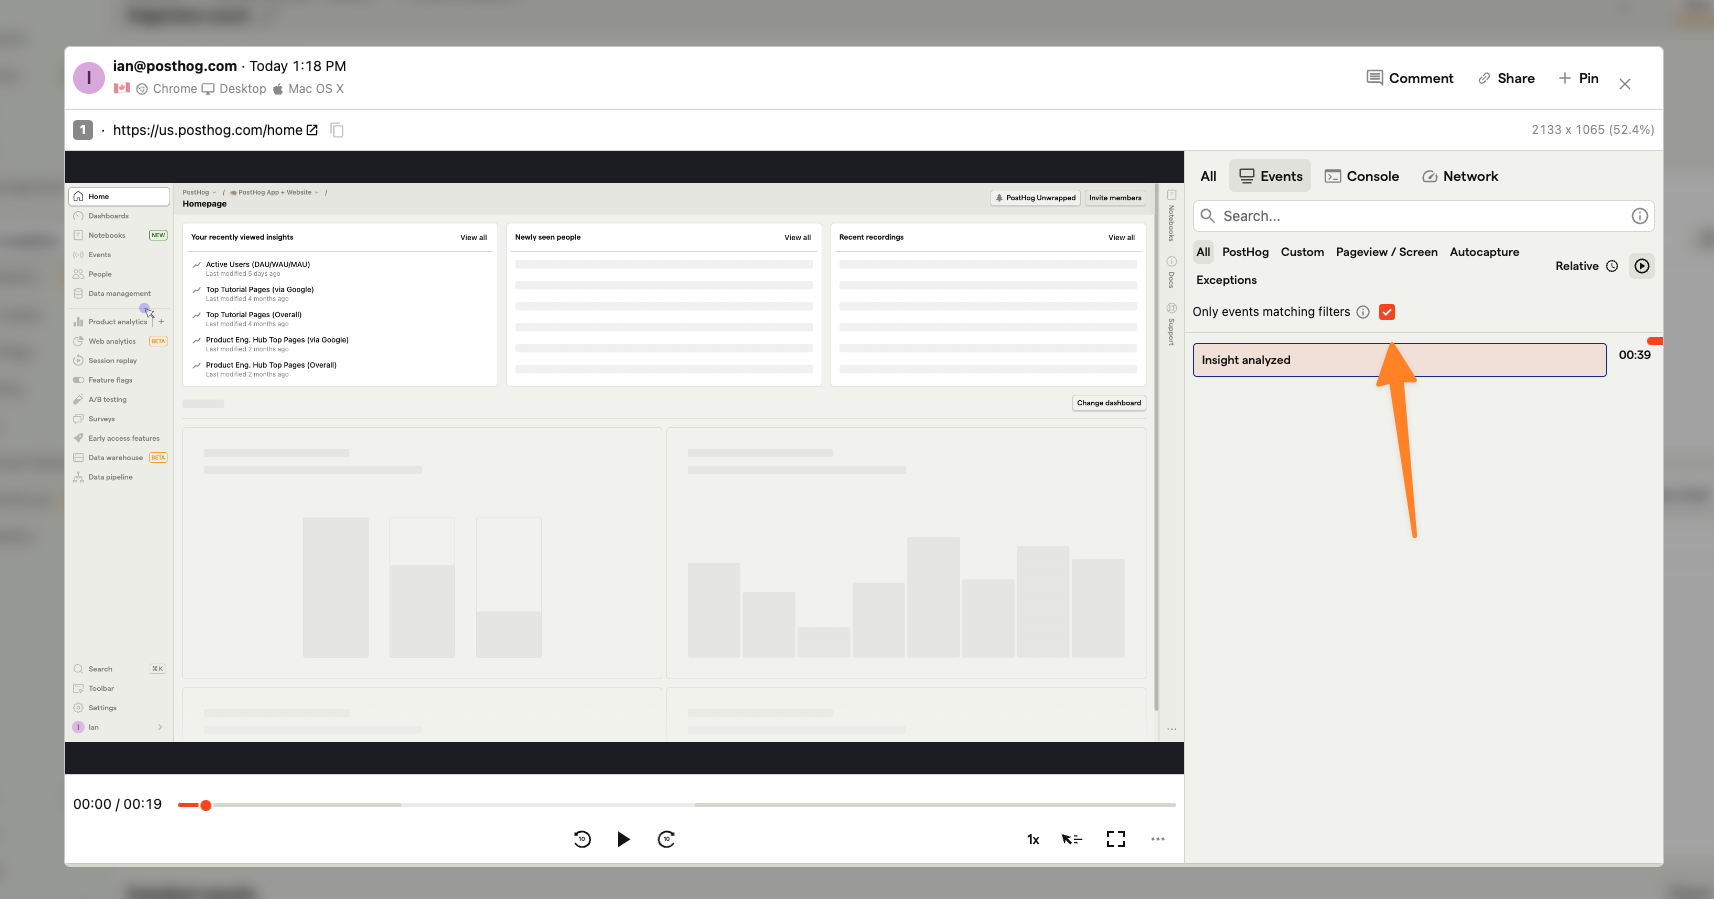 I
ian@posthog.com · Today 1:18 PM
Chrome Desktop Mac OS X
Comment Share Pin
1 · https://us.posthog.com/home
2133 x 1065 (52.4%)
Home
Dashboards
Notebooks NEW
Events
People
Data management
Product analytics +
Web analytics BETA
Session replay
Feature flags
A/B testing
Surveys
Early access features
Data warehouse BETA
Data pipeline
Search ⌘K
Toolbar
Settings
I Ian
PostHog / PostHog App + Website /
Homepage
PostHog Unwrapped Invite members
Your recently viewed insights View all
Active Users (DAU/WAU/MAU)
Last modified 5 days ago
Top Tutorial Pages (via Google)
Last modified 4 months ago
Top Tutorial Pages (Overall)
Last modified 4 months ago
Product Eng. Hub Top Pages (via Google)
Last modified 2 months ago
Product Eng. Hub Top Pages (Overall)
Last modified 2 months ago
Newly seen people View all
Recent recordings View all
Change dashboard
Notebooks
Docs
Support
00:00 / 00:19
10
10
1x
All Events Console Network
Search...
All PostHog Custom Pageview / Screen Autocapture
Exceptions
Relative
Only events matching filters
Insight analyzed 00:39